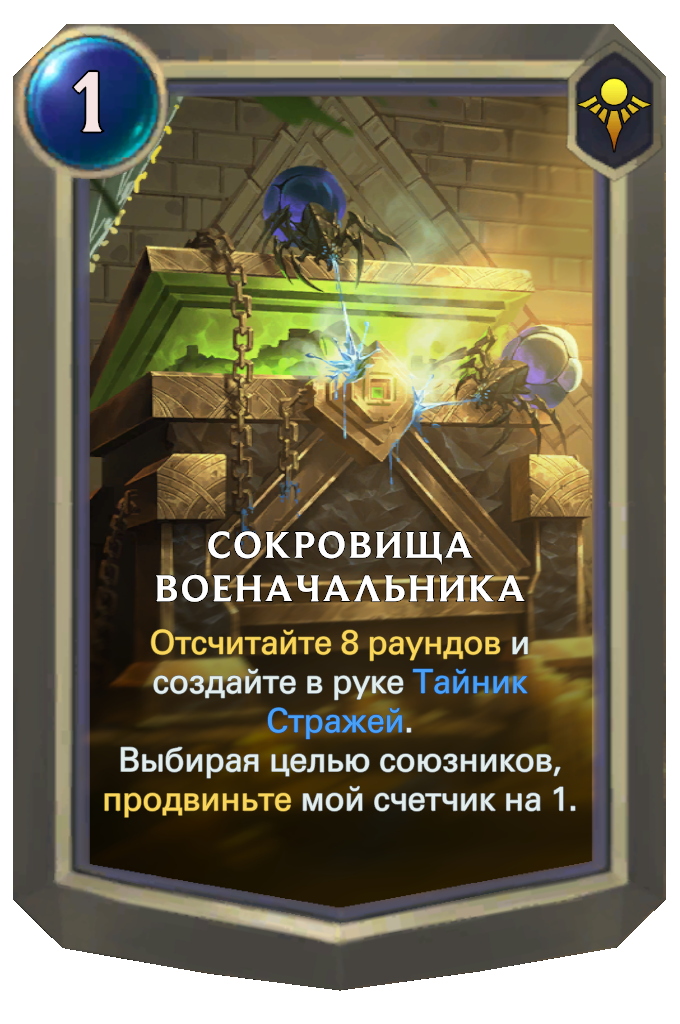 1
СОКРОВИЩА
ВОЕНАЧАЛЬНИКА
Отсчитайте 8 раундов и
создайте в руке Тайник
Стражей.
Выбирая целью союзников,
продвиньте мой счетчик на 1.